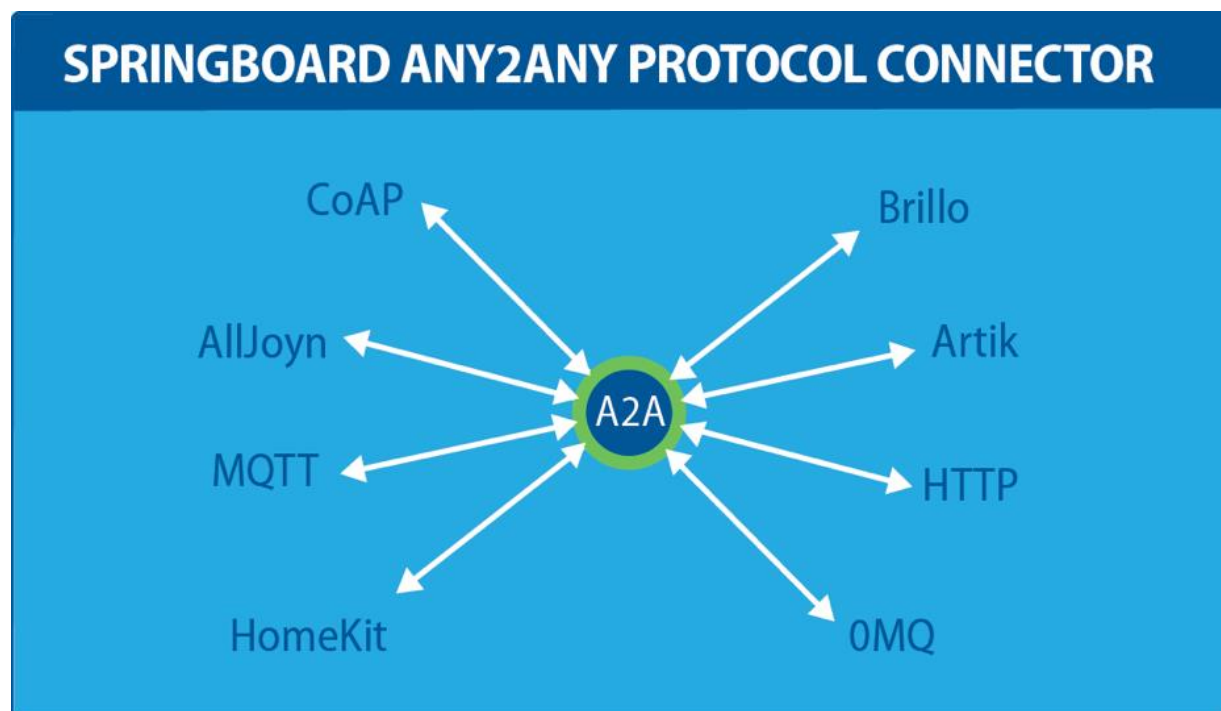 SPRINGBOARD ANY2ANY PROTOCOL CONNECTOR
CoAP
Brillo
AllJoyn
Artik
A2A
MQTT
HTTP
HomeKit
0MQ